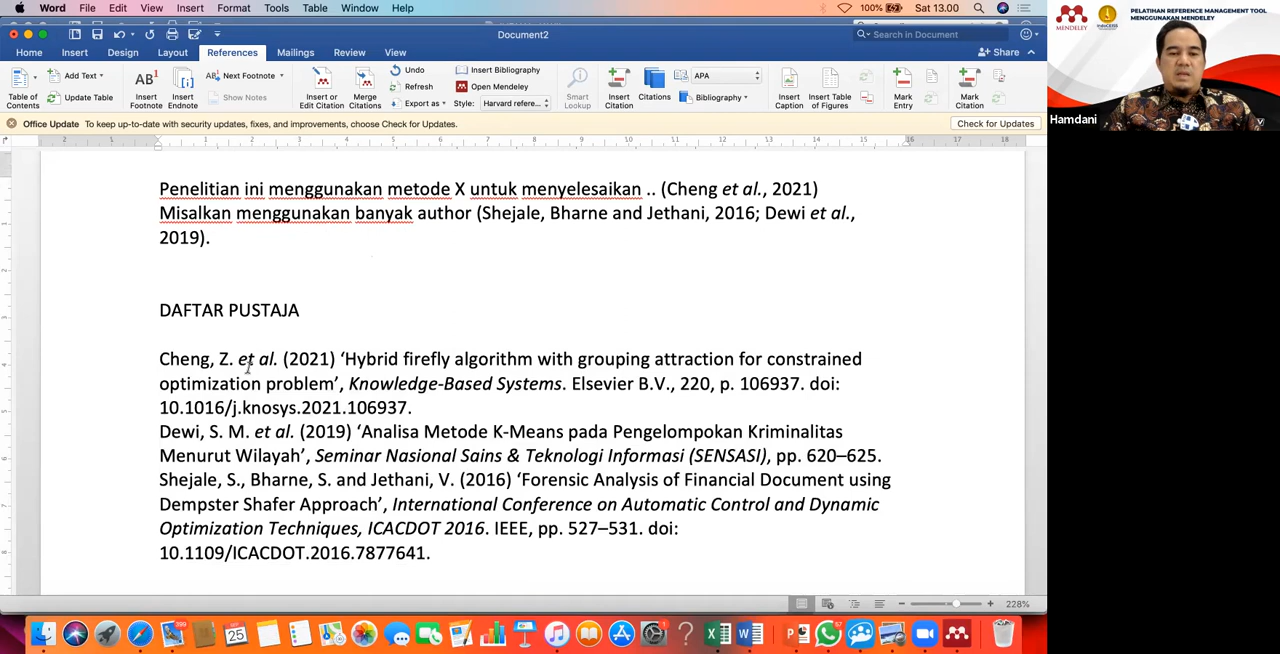 Word File Edit View Insert Format Tools Table Window Help 100% Sat 13.00
PELATIHAN REFERENCE MANAGEMENT TOOL
MENGGUNAKAN MENDELEY
MENDELEY
Document2
Search in Document
Home Insert Design Layout References Mailings Review View
Share
Table of Contents
Add Text
Update Table
AB¹
Insert Footnote
Insert Endnote
Next Footnote
Show Notes
Insert or Edit Citation
Merge Citations
Undo
Refresh
Export as
Insert Bibliography
Open Mendeley
Style: Harvard refere...
Smart Lookup
Insert Citation
Citations
APA
Bibliography
Insert Caption
Insert Table of Figures
Mark Entry
Mark Citation
Hamdani
Office Update To keep up-to-date with security updates, fixes, and improvements, choose Check for Updates.
Check for Updates
Penelitian ini menggunakan metode X untuk menyelesaikan .. (Cheng et al., 2021)
Misalkan menggunakan banyak author (Shejale, Bharne and Jethani, 2016; Dewi et al.,
2019).
DAFTAR PUSTAJA
Cheng, Z. et al. (2021) ‘Hybrid firefly algorithm with grouping attraction for constrained
optimization problem’, Knowledge-Based Systems. Elsevier B.V., 220, p. 106937. doi:
10.1016/j.knosys.2021.106937.
Dewi, S. M. et al. (2019) ‘Analisa Metode K-Means pada Pengelompokan Kriminalitas
Menurut Wilayah’, Seminar Nasional Sains & Teknologi Informasi (SENSASI), pp. 620–625.
Shejale, S., Bharne, S. and Jethani, V. (2016) ‘Forensic Analysis of Financial Document using
Dempster Shafer Approach’, International Conference on Automatic Control and Dynamic
Optimization Techniques, ICACDOT 2016. IEEE, pp. 527–531. doi:
10.1109/ICACDOT.2016.7877641.
228%